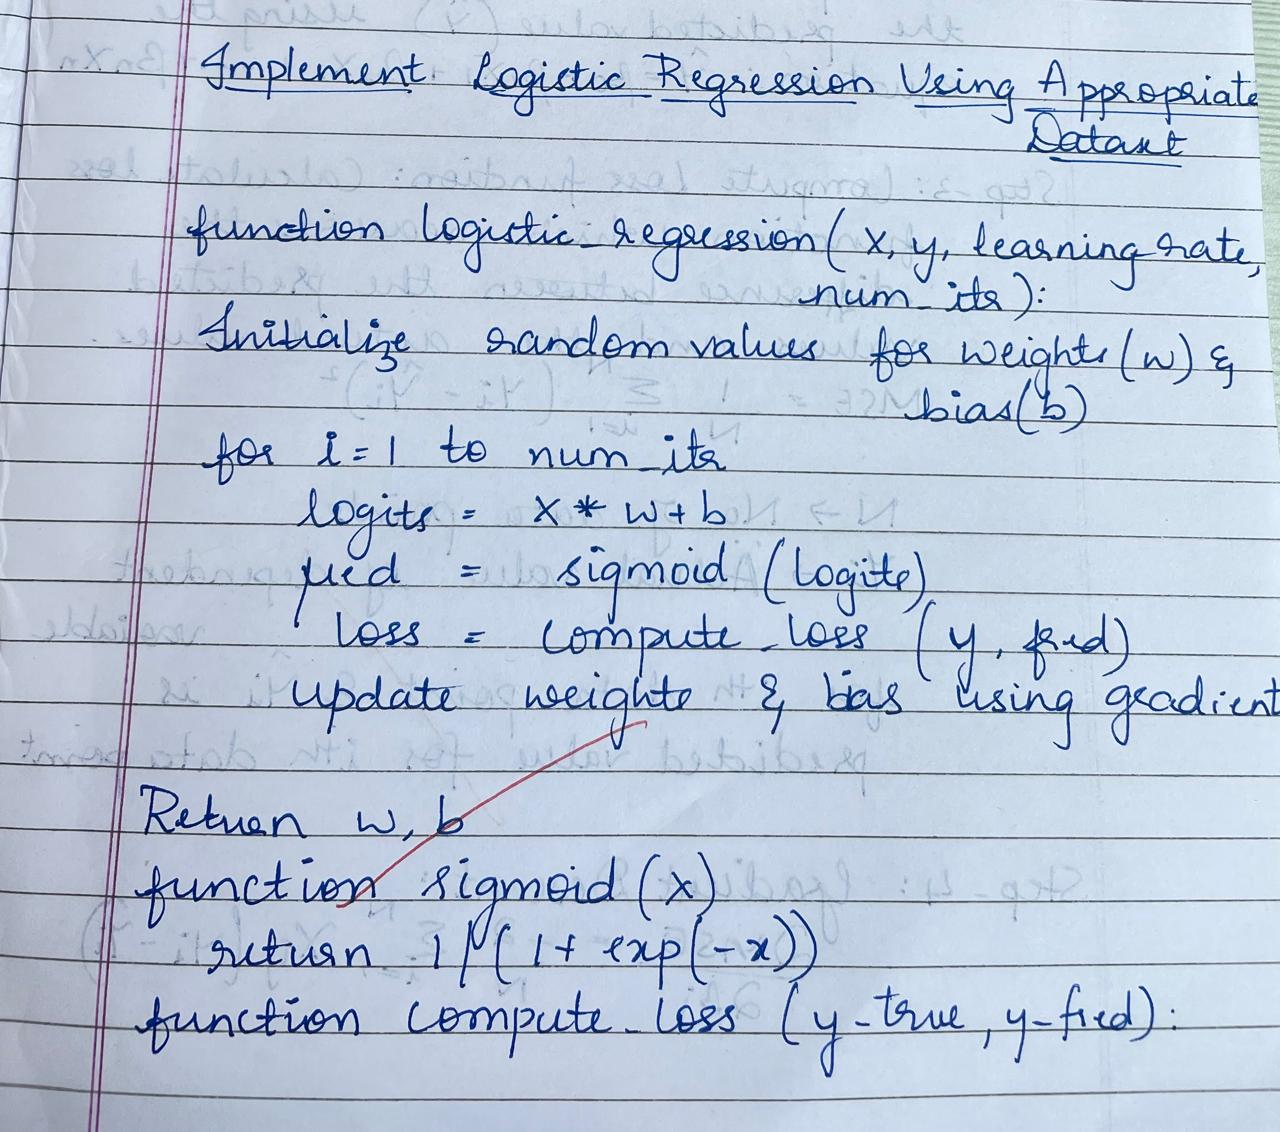 Implement Logistic Regression Using Appropriate
Dataset
function logistic_regression(x, y, learning rate,
num_itr):
Initialize random values for weights (w) &
bias(b)
for i=1 to num_itr
logits = x * w + b
pred = sigmoid (logits)
loss = compute_loss (y, pred)
update weights & bias using gradient
Return w, b
function sigmoid (x)
return 1/(1+ exp(-x))
function compute_loss (y_true, y_pred):